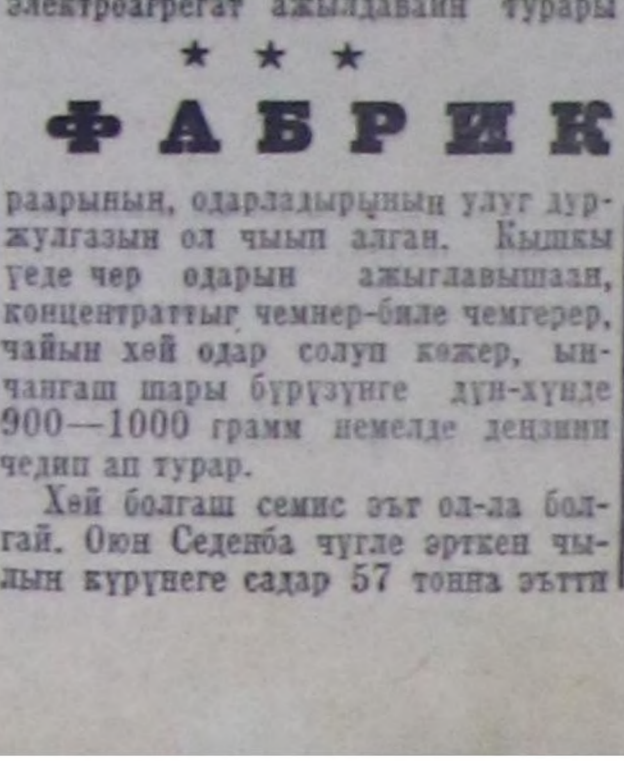 электроагрегат ажылдавайн турары
★ ★ ★
ФАБРИК
раарынын, одарладырынын улуг дур-
жулгазын ол чыып алган. Кышкы
үеде чер одарын ажыглавышаан,
концентраттыг чемнер-биле чемгерер,
чайын хөй одар солуп көжер, ын-
чангаш шары бүрүзүнге дүн-хүнде
900—1000 грамм немелде деңзини
чедип ап турар.
Хөй болгаш семис эът ол-ла бол-
гай. Оюн Седенба чүгле эрткен чы-
лын күрүнеге садар 57 тонна эътти